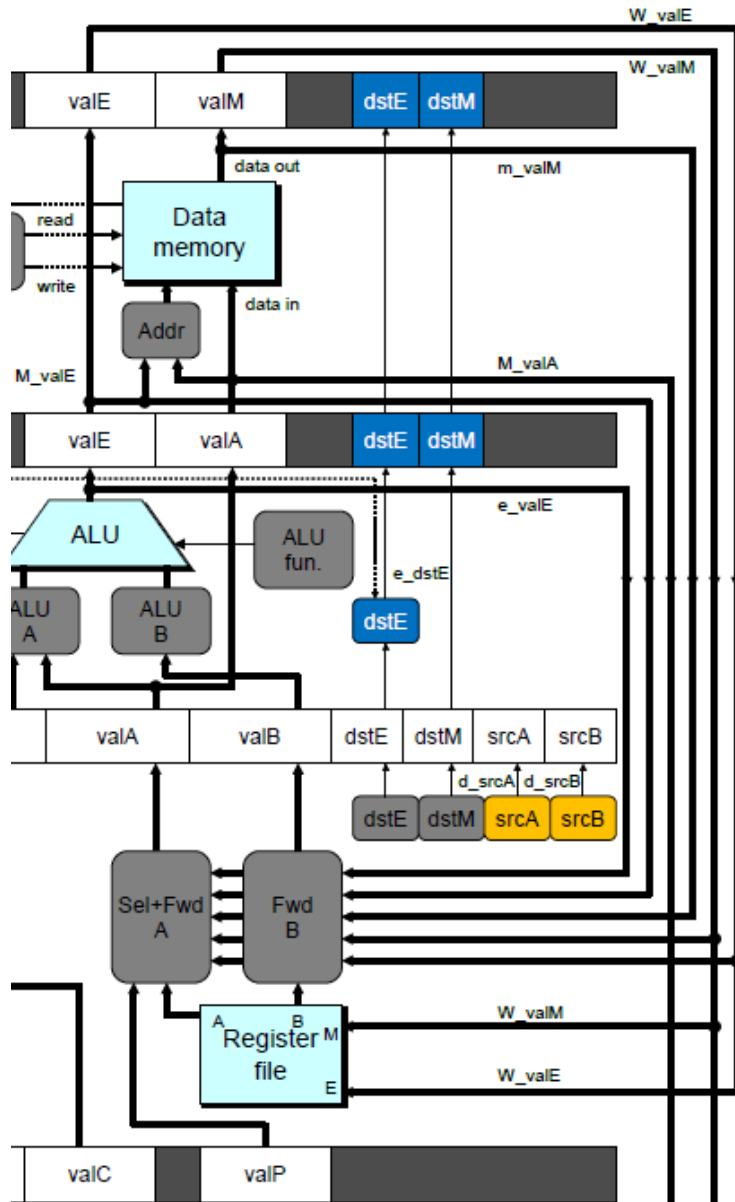 W_valE
W_valM
valE valM dstE dstM
data out m_valM
read
Data
memory
write
data in
Addr
M_valE M_valA
valE valA dstE dstM
e_valE
ALU
ALU
fun.
e_dstE
ALU
A
ALU
B
dstE
valA valB dstE dstM srcA srcB
d_srcA d_srcB
dstE dstM srcA srcB
Sel+Fwd
A
Fwd
B
A B W_valM
Register M
file
E W_valE
valC valP